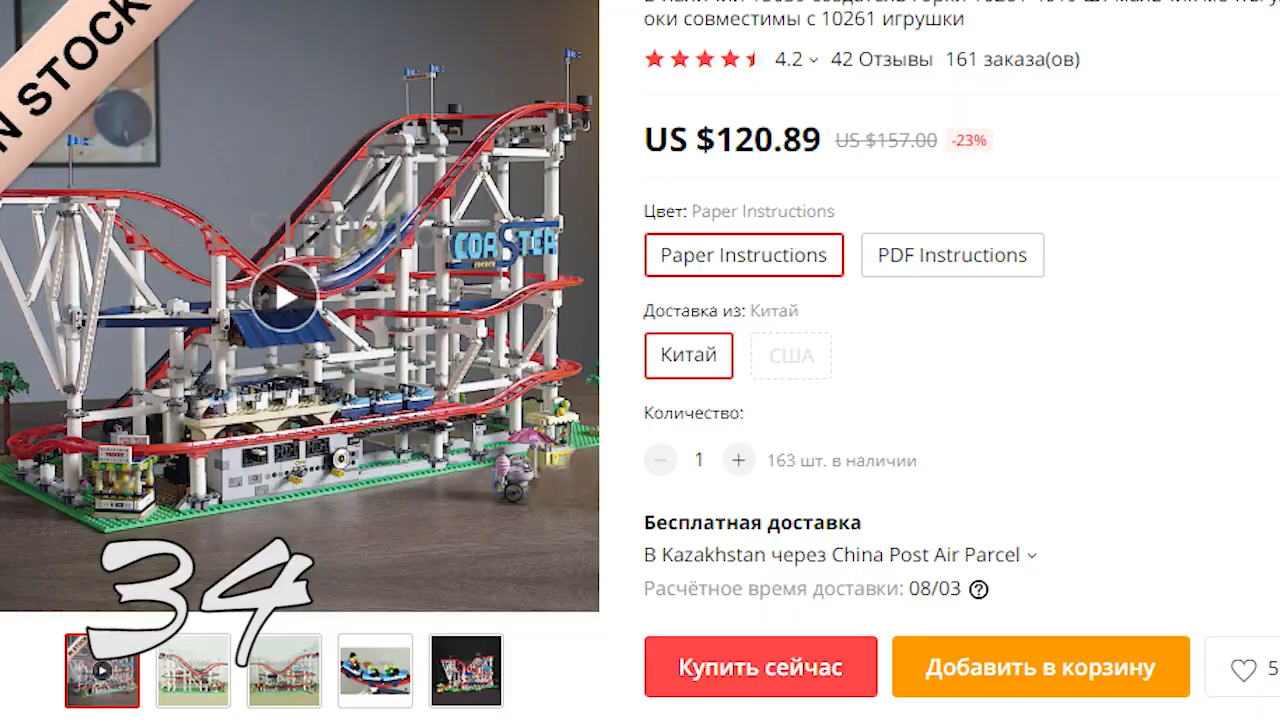 N STOCK
COASTER
34
оки совместимы с 10261 игрушки
4.2 42 Отзывы 161 заказа(ов)
US $120.89 US $157.00 -23%
Цвет: Paper Instructions
Paper Instructions PDF Instructions
Доставка из: Китай
Китай США
Количество:
1 163 шт. в наличии
Бесплатная доставка
В Kazakhstan через China Post Air Parcel
Расчётное время доставки: 08/03
Купить сейчас Добавить в корзину 5